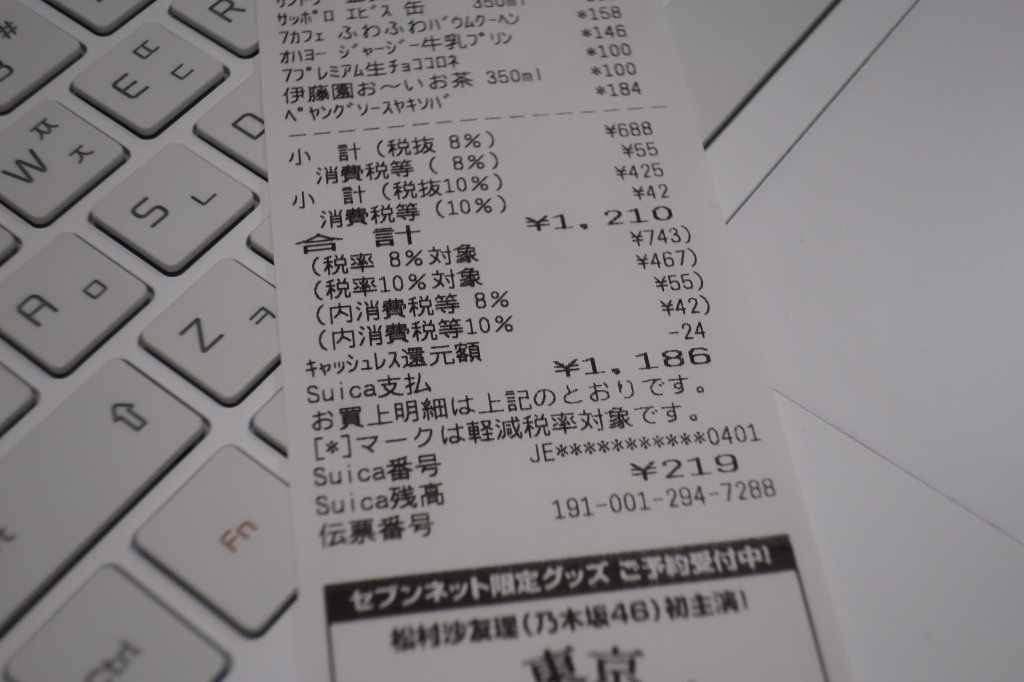 サッポロ エビス 缶 350ml
7カフェ ふわふわバウムクーヘン *158
オハヨー ジャージー牛乳プリン *146
7プレミアム生チョココロネ *100
伊藤園お〜いお茶 350ml *100
ペヤングソースヤキソバ *184
小 計(税抜 8%) ¥688
消費税等( 8%) ¥55
小 計(税抜10%) ¥425
消費税等(10%) ¥42
合 計 ¥1,210
(税率 8%対象 ¥743)
(税率10%対象 ¥467)
(内消費税等 8% ¥55)
(内消費税等10% ¥42)
キャッシュレス還元額 -24
Suica支払 ¥1,186
お買上明細は上記のとおりです。
[*]マークは軽減税率対象です。
Suica番号 JE***********0401
Suica残高 ¥219
伝票番号 191-001-294-7288
セブンネット限定グッズ ご予約受付中!
松村沙友理(乃木坂46)初主演!
東京
R
E ㄸ ㄷ
W ㅉ ㅈ
D
S ㄴ
A ㅁ
Z ㅋ
Fn
Ctrl